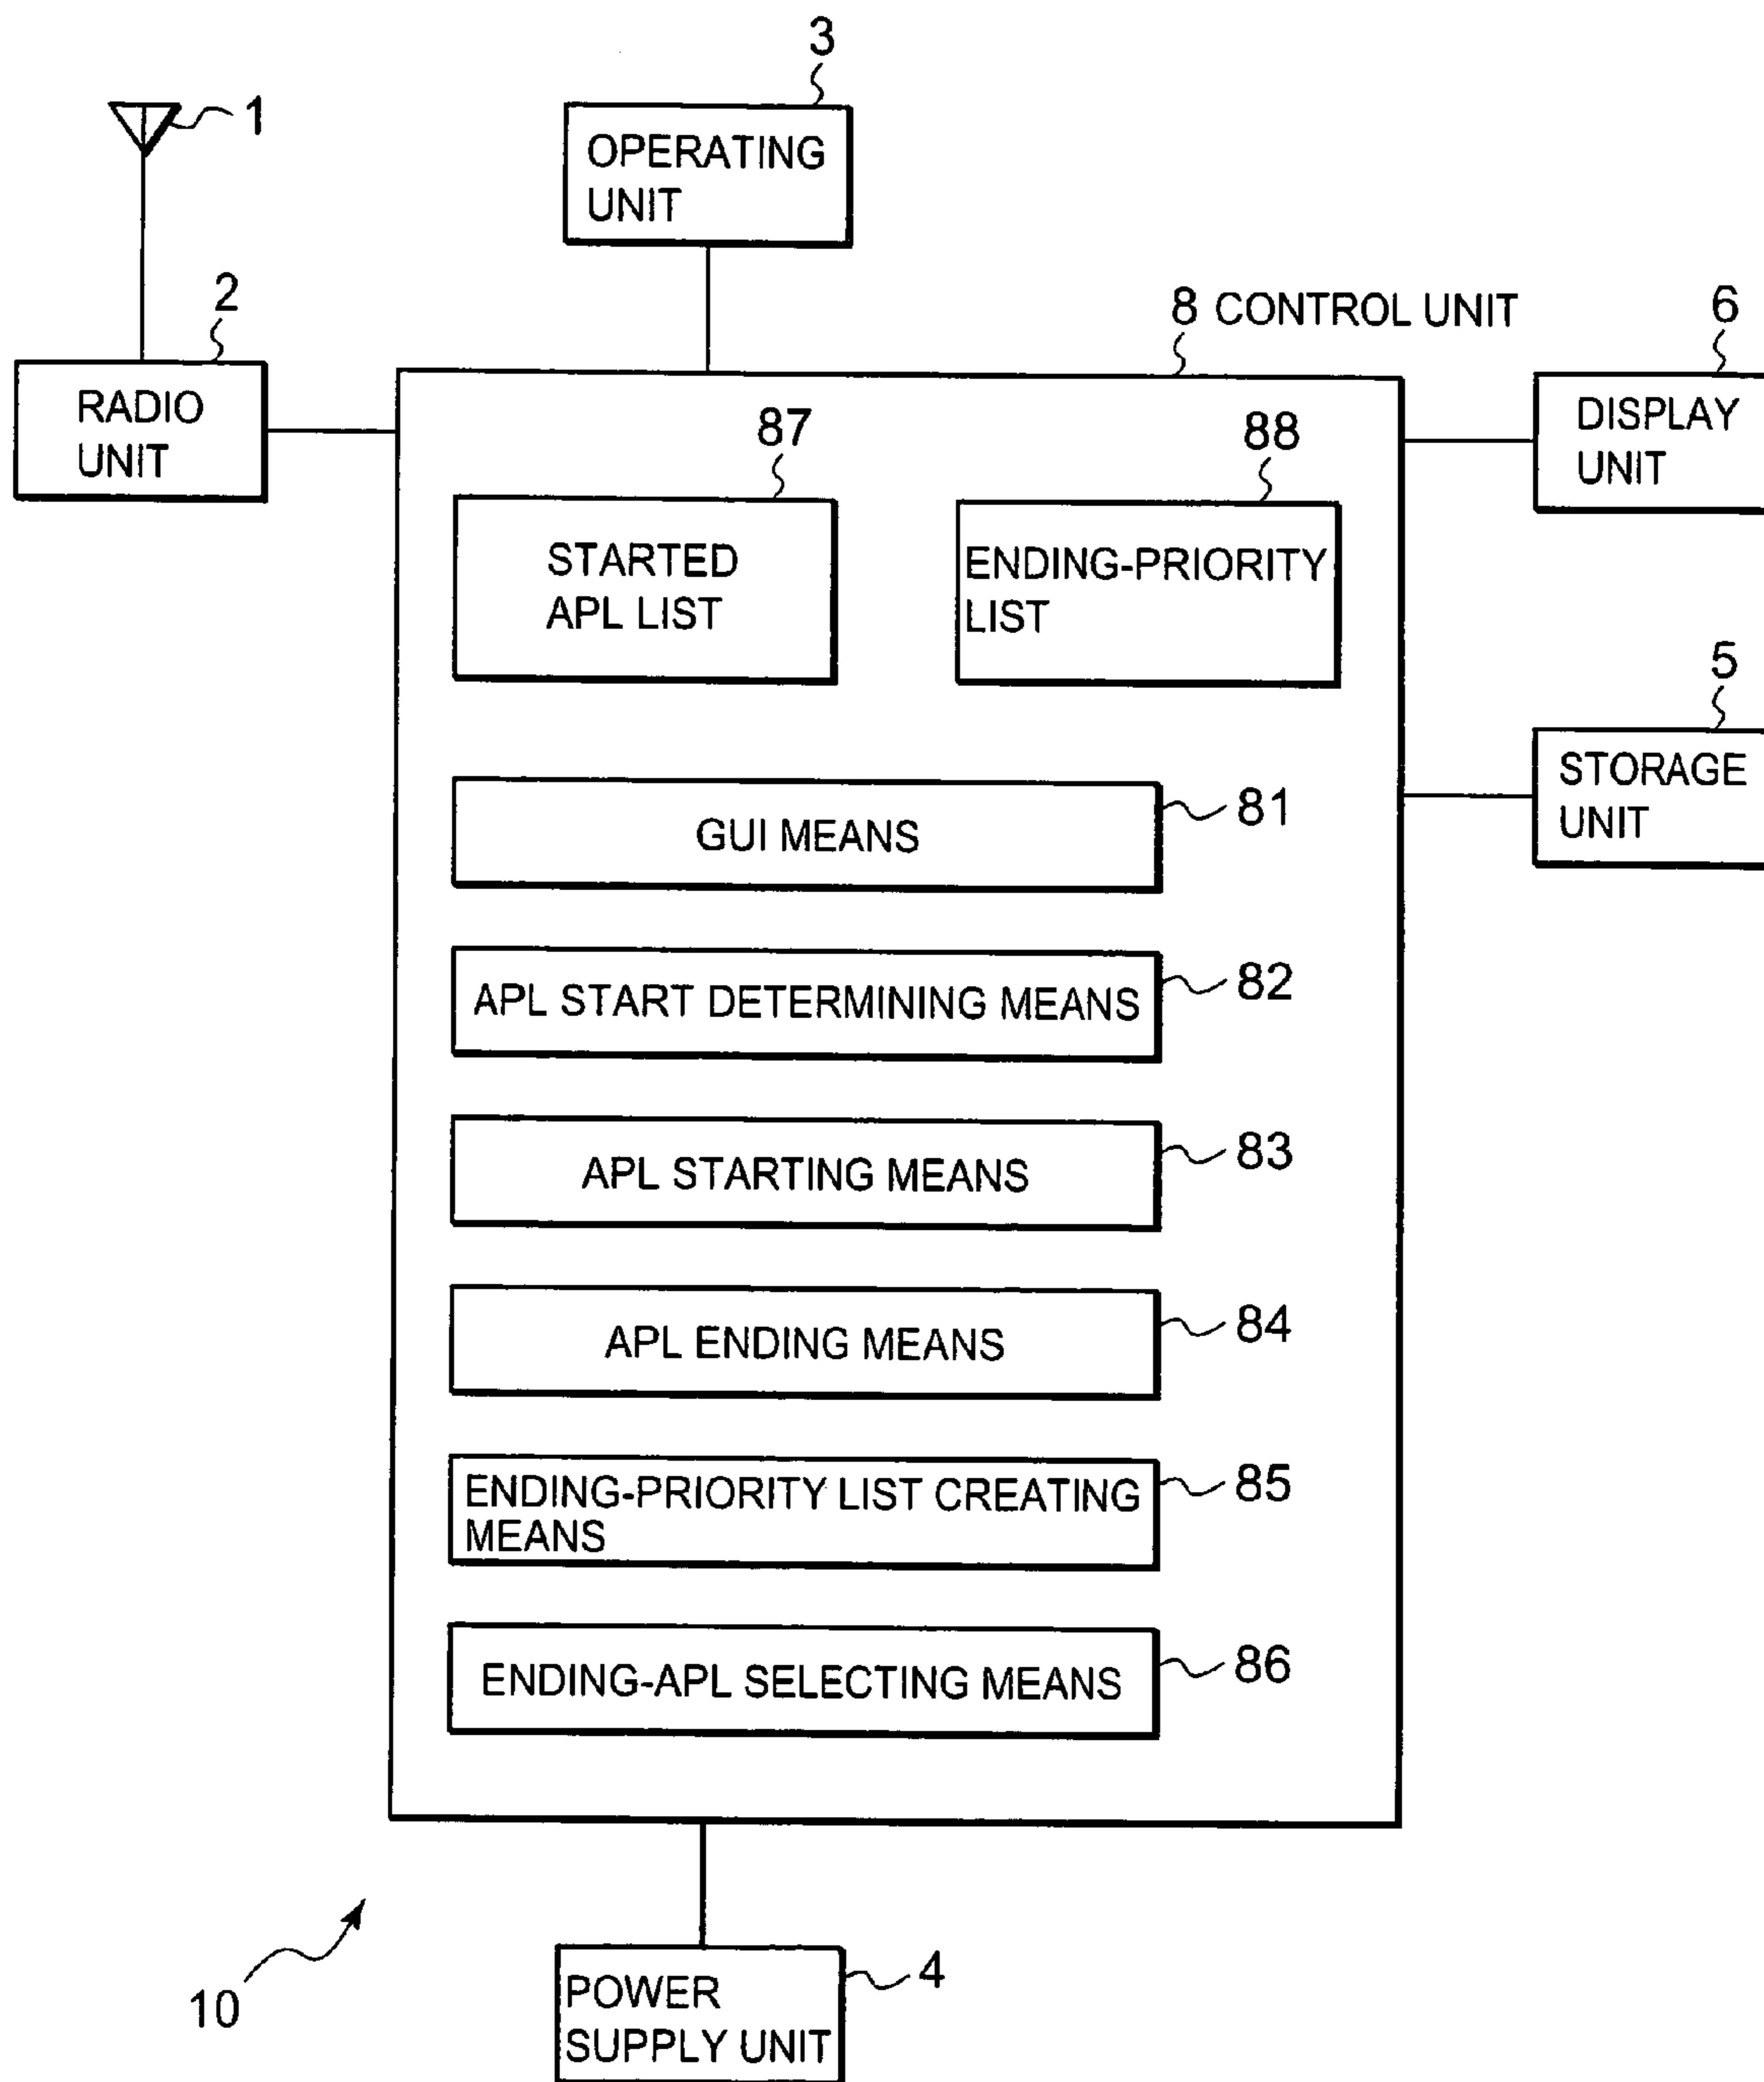 3
1
OPERATING
UNIT
2
8 CONTROL UNIT
6
RADIO
UNIT
DISPLAY
UNIT
87
88
STARTED
APL LIST
ENDING-PRIORITY
LIST
5
STORAGE
UNIT
81
GUI MEANS
82
APL START DETERMINING MEANS
83
APL STARTING MEANS
84
APL ENDING MEANS
85
ENDING-PRIORITY LIST CREATING
MEANS
86
ENDING-APL SELECTING MEANS
10
4
POWER
SUPPLY UNIT